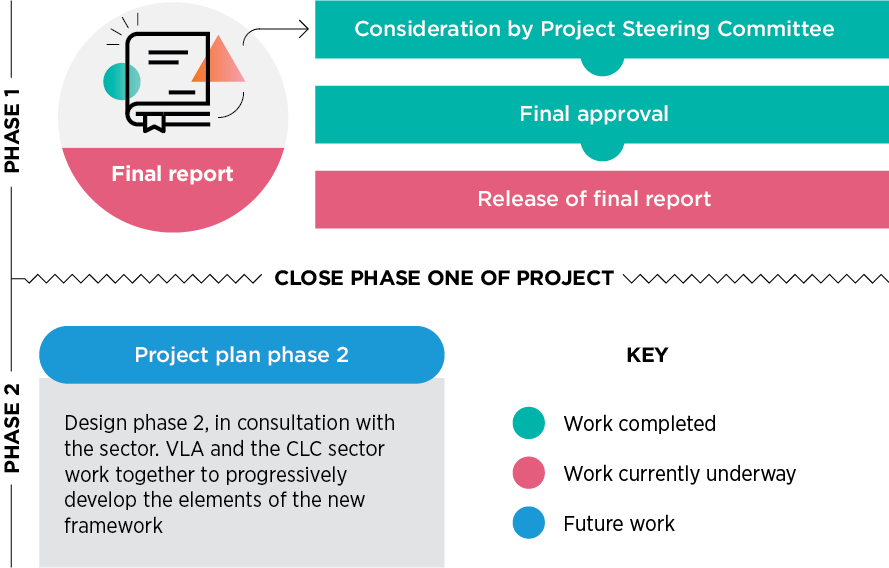 PHASE 1
Final report
Consideration by Project Steering Committee
Final approval
Release of final report
CLOSE PHASE ONE OF PROJECT
PHASE 2
Project plan phase 2
Design phase 2, in consultation with
the sector. VLA and the CLC sector
work together to progressively
develop the elements of the new
framework
KEY
Work completed
Work currently underway
Future work